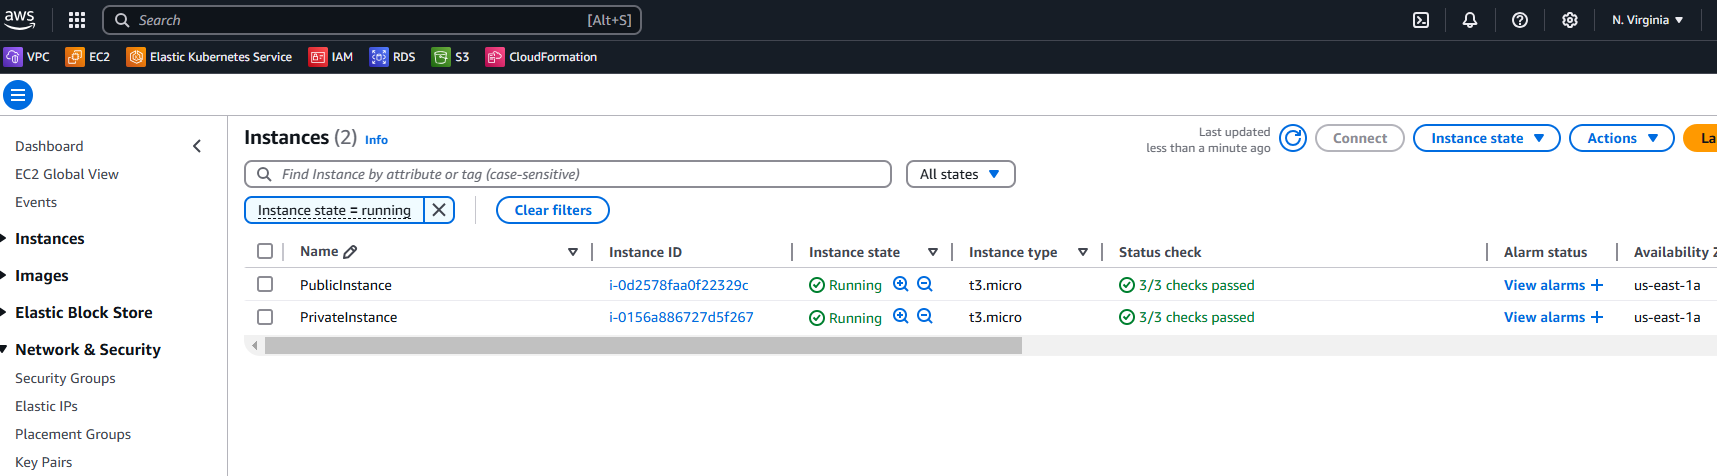 aws Search [Alt+S] N. Virginia
VPC EC2 Elastic Kubernetes Service IAM RDS S3 CloudFormation
Dashboard
EC2 Global View
Events
Instances
Images
Elastic Block Store
Network & Security
Security Groups
Elastic IPs
Placement Groups
Key Pairs
Instances (2) Info
Last updated
less than a minute ago
Connect Instance state Actions La
Find Instance by attribute or tag (case-sensitive) All states
Instance state = running Clear filters
Name Instance ID Instance state Instance type Status check Alarm status Availability Z
PublicInstance i-0d2578faa0f22329c Running t3.micro 3/3 checks passed View alarms + us-east-1a
PrivateInstance i-0156a886727d5f267 Running t3.micro 3/3 checks passed View alarms + us-east-1a